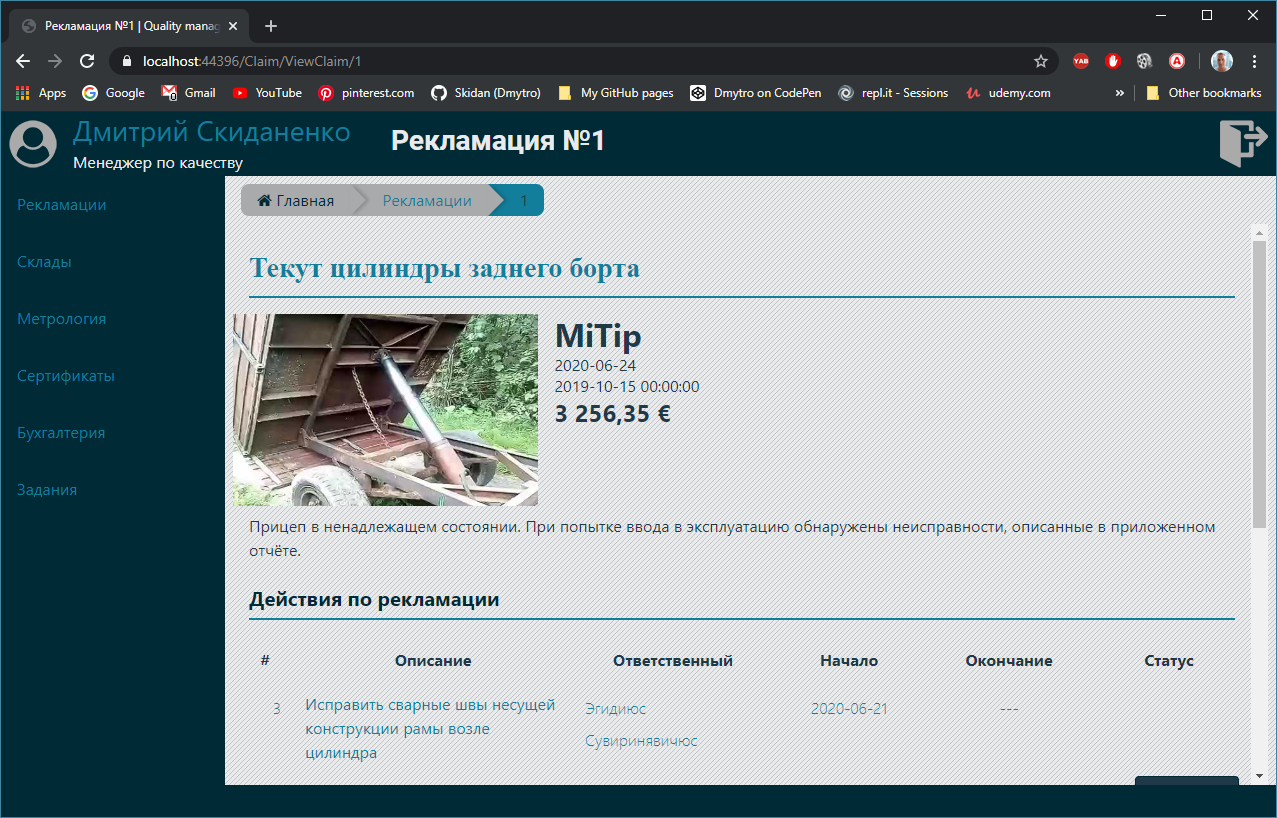 Рекламация №1 | Quality manag
localhost:44396/Claim/ViewClaim/1
YAB
A
Apps Google Gmail YouTube pinterest.com Skidan (Dmytro) My GitHub pages Dmytro on CodePen repl.it - Sessions udemy.com » Other bookmarks
Дмитрий Скиданенко
Менеджер по качеству
Рекламация №1
Рекламации
Склады
Метрология
Сертификаты
Бухгалтерия
Задания
Главная Рекламации 1
Текут цилиндры заднего борта
MiTip
2020-06-24
2019-10-15 00:00:00
3 256,35 €
Прицеп в ненадлежащем состоянии. При попытке ввода в эксплуатацию обнаружены неисправности, описанные в приложенном
отчёте.
Действия по рекламации
# Описание Ответственный Начало Окончание Статус
3 Исправить сварные швы несущей
конструкции рамы возле
цилиндра
Эгидиюс
Сувиринявичюс
2020-06-21 ---